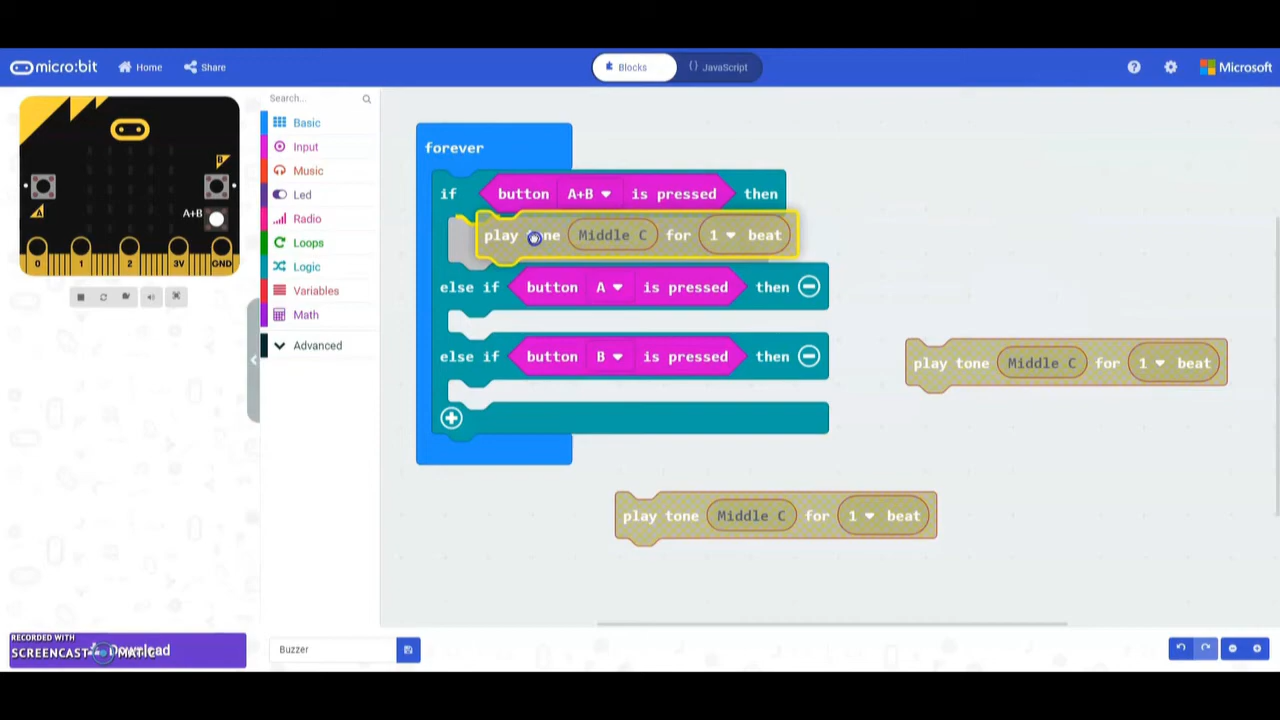 micro:bit Home Share Blocks {} JavaScript Microsoft
Search...
Basic
Input
Music
Led
Radio
Loops
Logic
Variables
Math
Advanced
B
A
A+B
0 1 2 3V GND
forever
if button A+B is pressed then
play tone Middle C for 1 beat
else if button A is pressed then
else if button B is pressed then
play tone Middle C for 1 beat
play tone Middle C for 1 beat
RECORDED WITH
SCREENCAST MATIC
Download
Buzzer